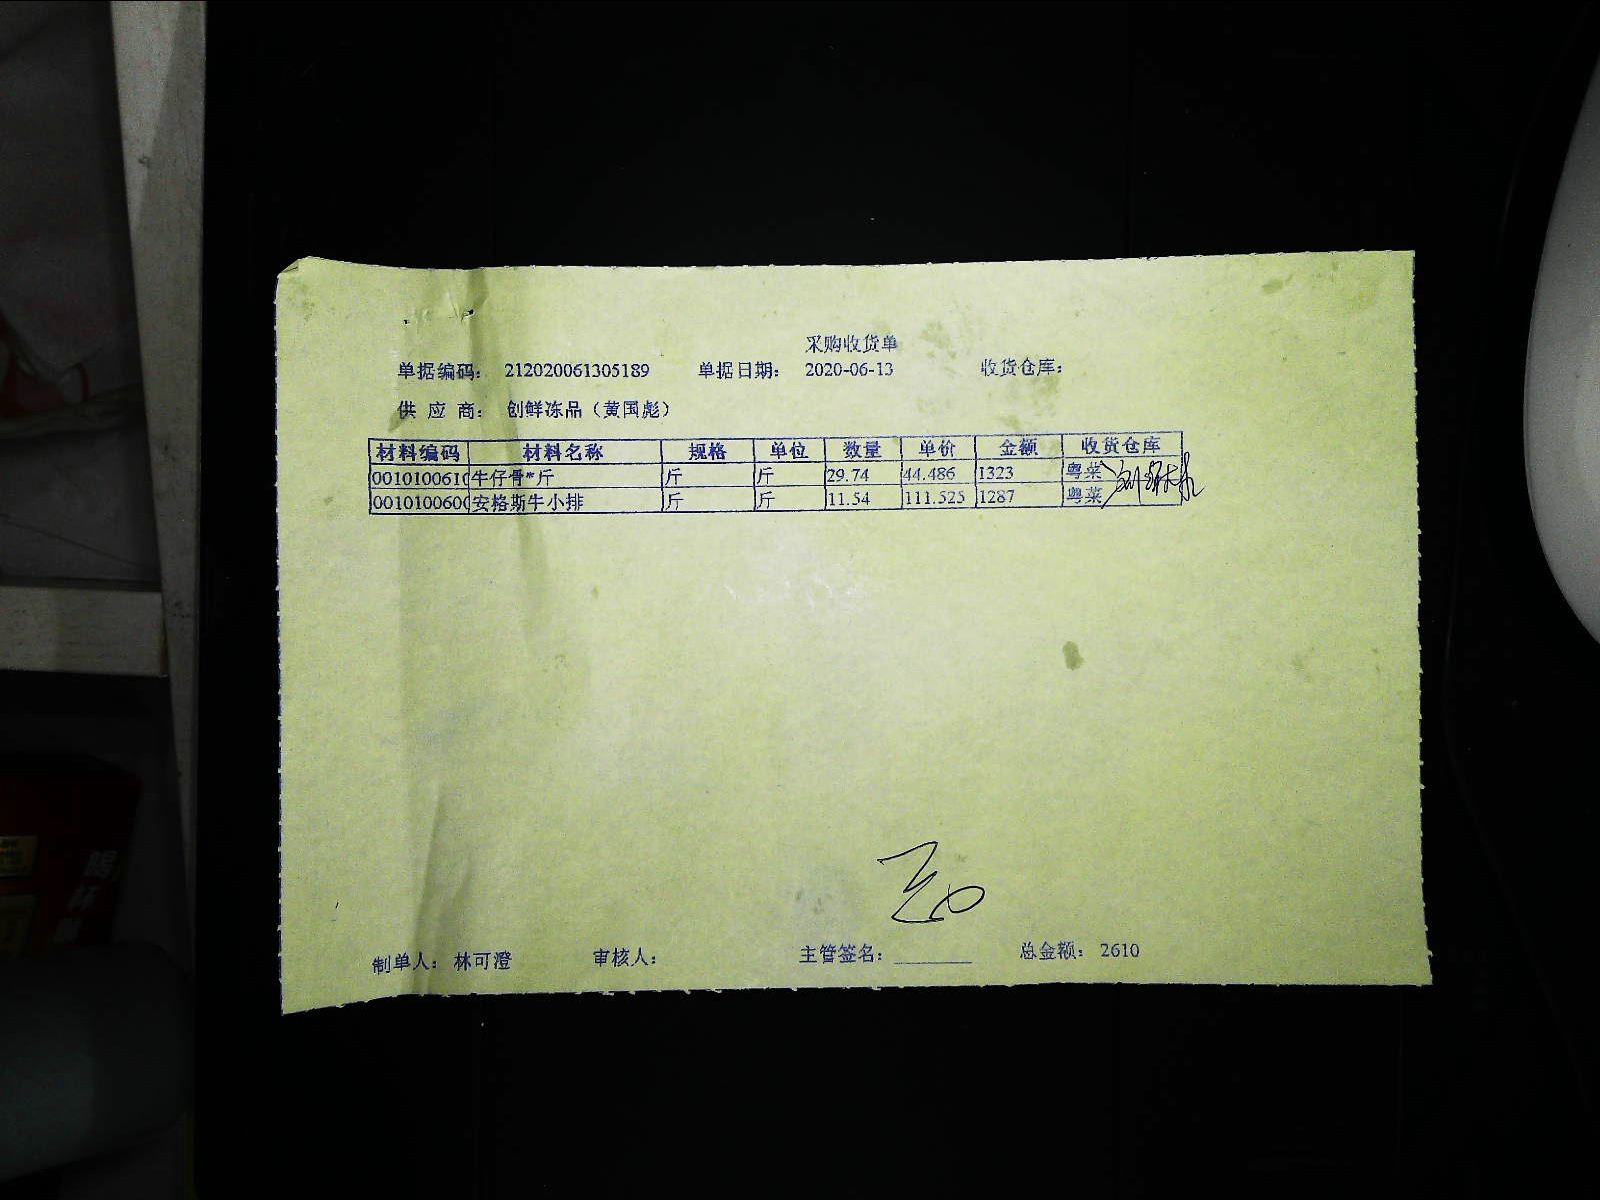 采购收货单
单据编码： 212020061305189 单据日期： 2020-06-13 收货仓库：
供 应 商： 创鲜冻品（黄国彪）
材料编码 材料名称 规格 单位 数量 单价 金额 收货仓库
0010100610 牛仔骨*斤 斤 斤 29.74 44.486 1323 粤菜
0010100600 安格斯牛小排 斤 斤 11.54 111.525 1287 粤菜
制单人： 林可澄 审核人： 主管签名： ________ 总金额： 2610